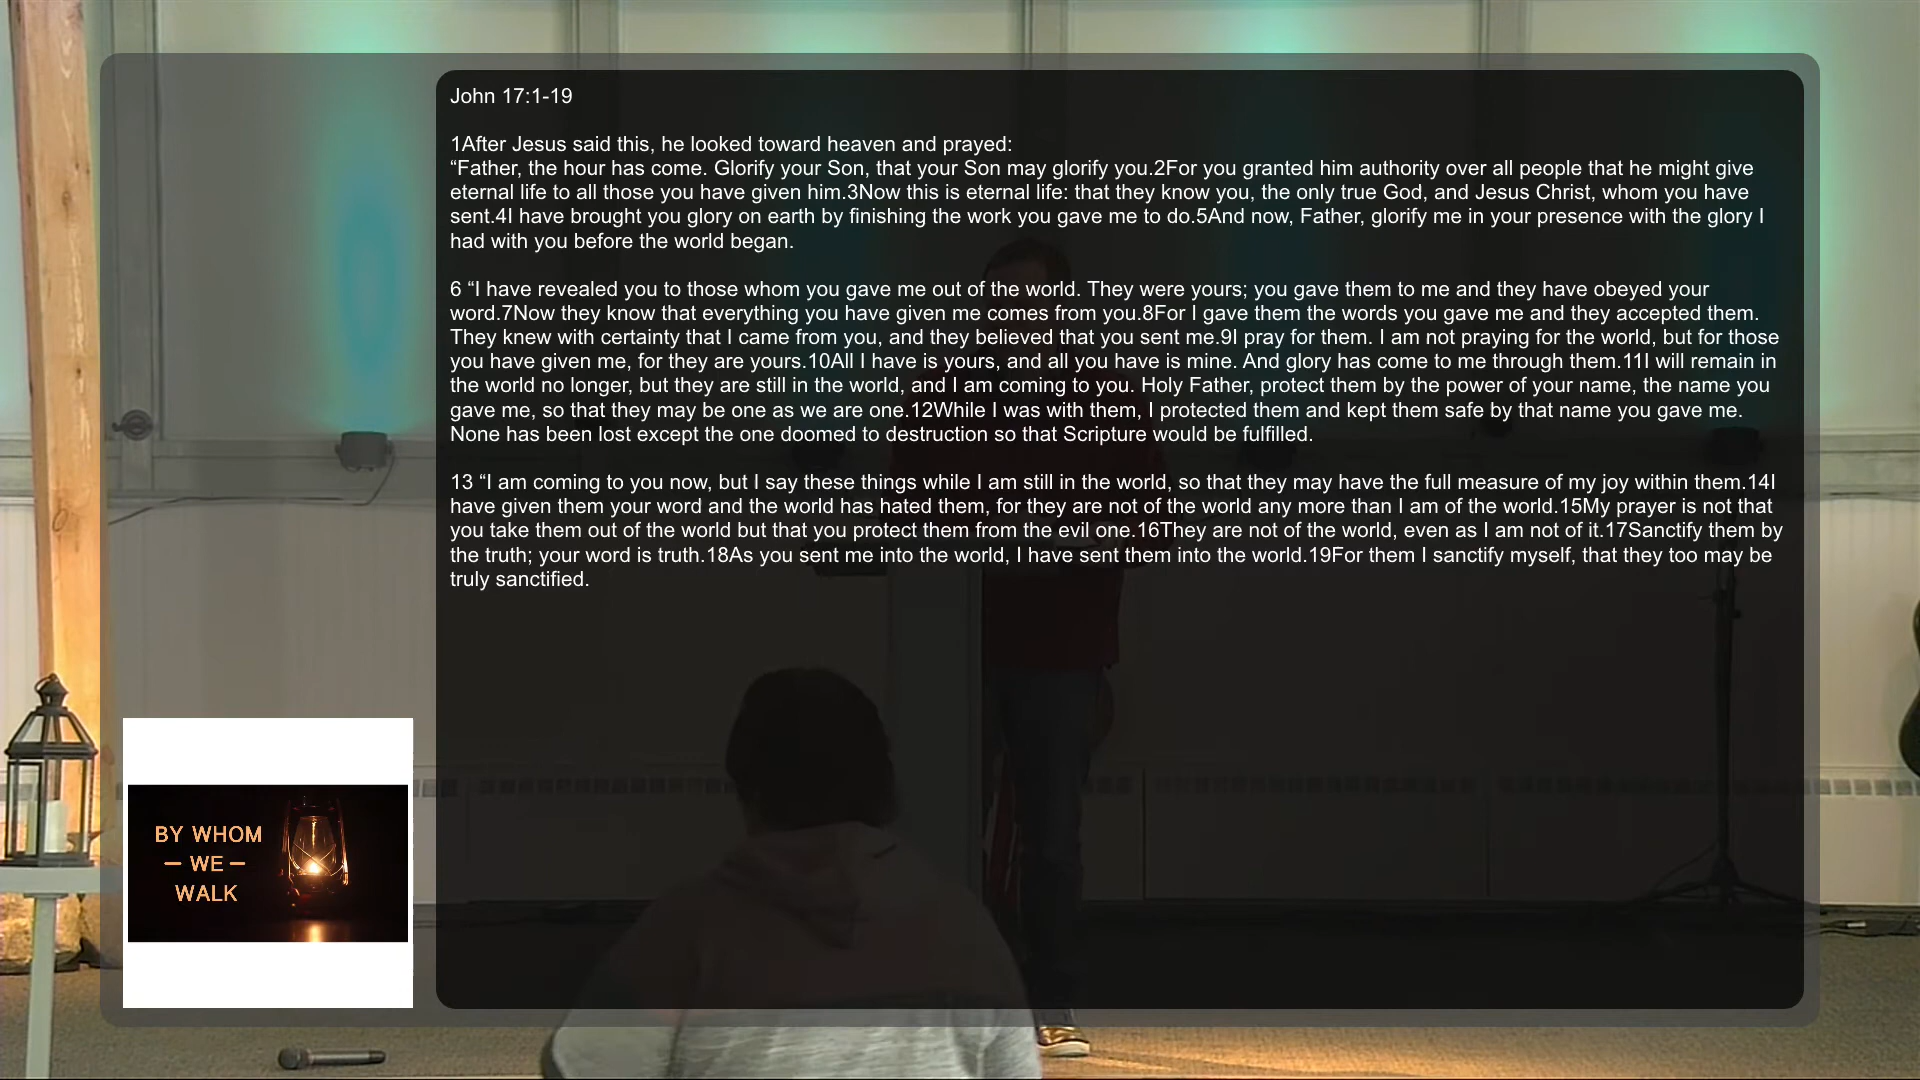 John 17:1-19
1After Jesus said this, he looked toward heaven and prayed:
“Father, the hour has come. Glorify your Son, that your Son may glorify you.2For you granted him authority over all people that he might give
eternal life to all those you have given him.3Now this is eternal life: that they know you, the only true God, and Jesus Christ, whom you have
sent.4I have brought you glory on earth by finishing the work you gave me to do.5And now, Father, glorify me in your presence with the glory I
had with you before the world began.
6 “I have revealed you to those whom you gave me out of the world. They were yours; you gave them to me and they have obeyed your
word.7Now they know that everything you have given me comes from you.8For I gave them the words you gave me and they accepted them.
They knew with certainty that I came from you, and they believed that you sent me.9I pray for them. I am not praying for the world, but for those
you have given me, for they are yours.10All I have is yours, and all you have is mine. And glory has come to me through them.11I will remain in
the world no longer, but they are still in the world, and I am coming to you. Holy Father, protect them by the power of your name, the name you
gave me, so that they may be one as we are one.12While I was with them, I protected them and kept them safe by that name you gave me.
None has been lost except the one doomed to destruction so that Scripture would be fulfilled.
13 “I am coming to you now, but I say these things while I am still in the world, so that they may have the full measure of my joy within them.14I
have given them your word and the world has hated them, for they are not of the world any more than I am of the world.15My prayer is not that
you take them out of the world but that you protect them from the evil one.16They are not of the world, even as I am not of it.17Sanctify them by
the truth; your word is truth.18As you sent me into the world, I have sent them into the world.19For them I sanctify myself, that they too may be
truly sanctified.
BY WHOM
– WE –
WALK